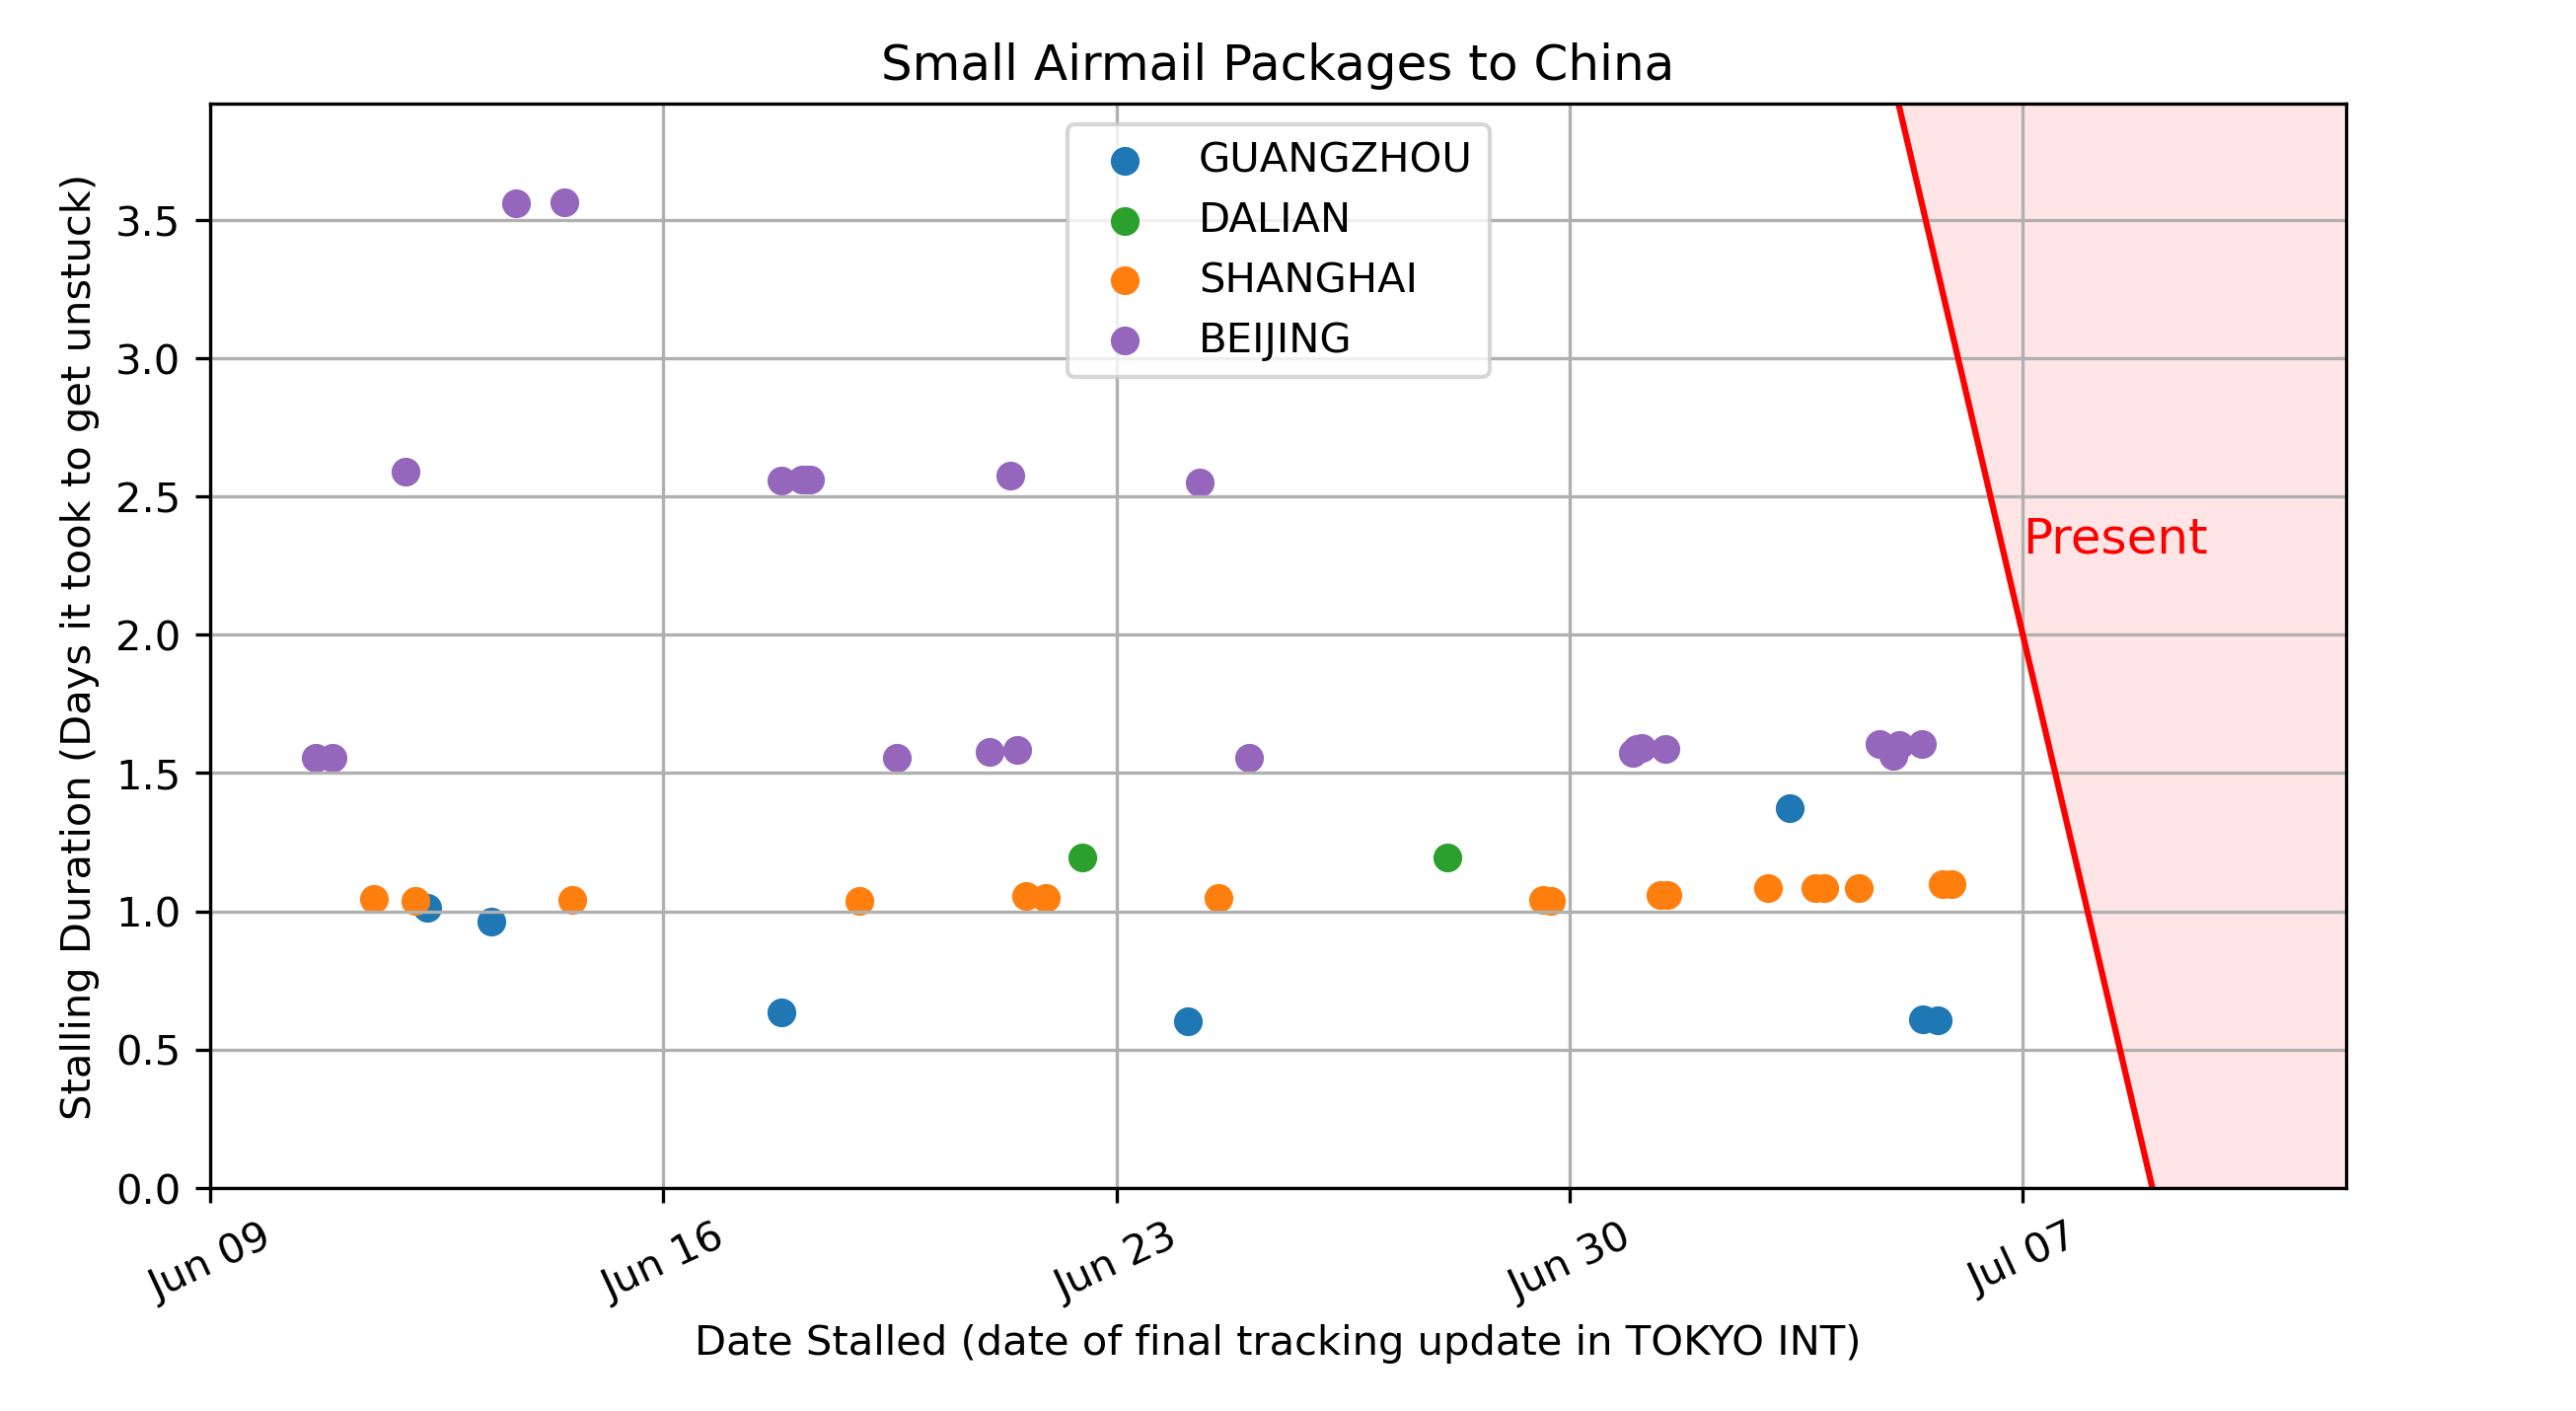 Small Airmail Packages to China
GUANGZHOU
DALIAN
SHANGHAI
BEIJING
Present
Stalling Duration (Days it took to get unstuck)
3.5
3.0
2.5
2.0
1.5
1.0
0.5
0.0
Jun 09
Jun 16
Jun 23
Jun 30
Jul 07
Date Stalled (date of final tracking update in TOKYO INT)